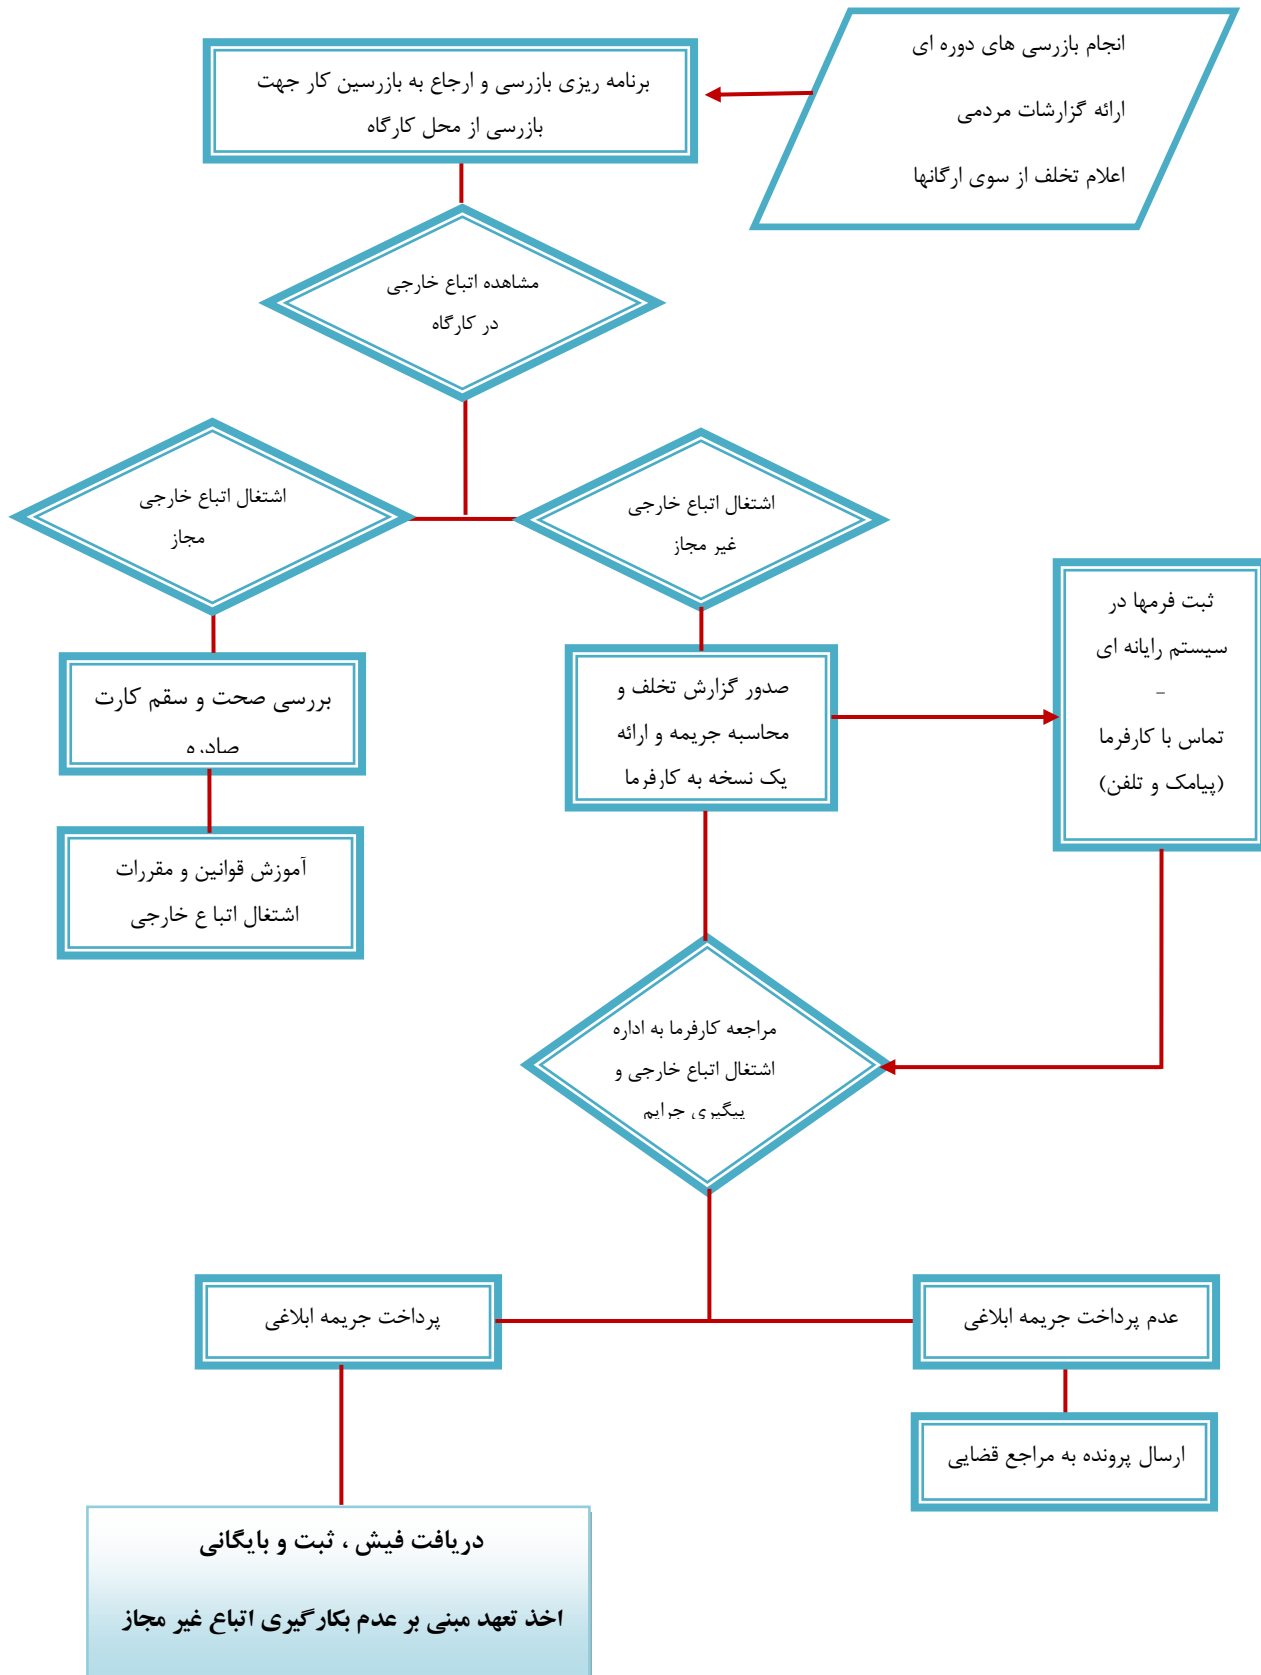 انجام بازرسی های دوره ای
ارائه گزارشات مردمی
اعلام تخلف از سوی ارگانها
برنامه ریزی بازرسی و ارجاع به بازرسین کار جهت
بازرسی از محل کارگاه
مشاهده اتباع خارجی
در کارگاه
اشتغال اتباع خارجی
غیر مجاز
اشتغال اتباع خارجی
مجاز
ثبت فرمها در
سیستم رایانه ای
-
تماس با کارفرما
(پیامک و تلفن)
صدور گزارش تخلف و
محاسبه جریمه و ارائه
یک نسخه به کارفرما
بررسی صحت و سقم کارت
صادره
آموزش قوانین و مقررات
اشتغال اتبا ع خارجی
مراجعه کارفرما به اداره
اشتغال اتباع خارجی و
پیگیری جرایم
عدم پرداخت جریمه ابلاغی
پرداخت جریمه ابلاغی
ارسال پرونده به مراجع قضایی
دریافت فیش ، ثبت و بایگانی
اخذ تعهد مبنی بر عدم بکارگیری اتباع غیر مجاز